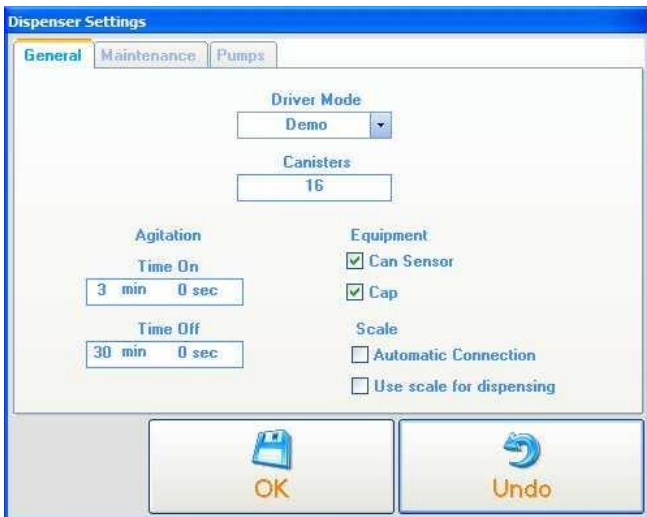 Dispenser Settings
General Maintenance Pumps
Driver Mode
Demo
Canisters
16
Agitation
Time On
3 min 0 sec
Time Off
30 min 0 sec
Equipment
Can Sensor
Cap
Scale
Automatic Connection
Use scale for dispensing
OK
Undo